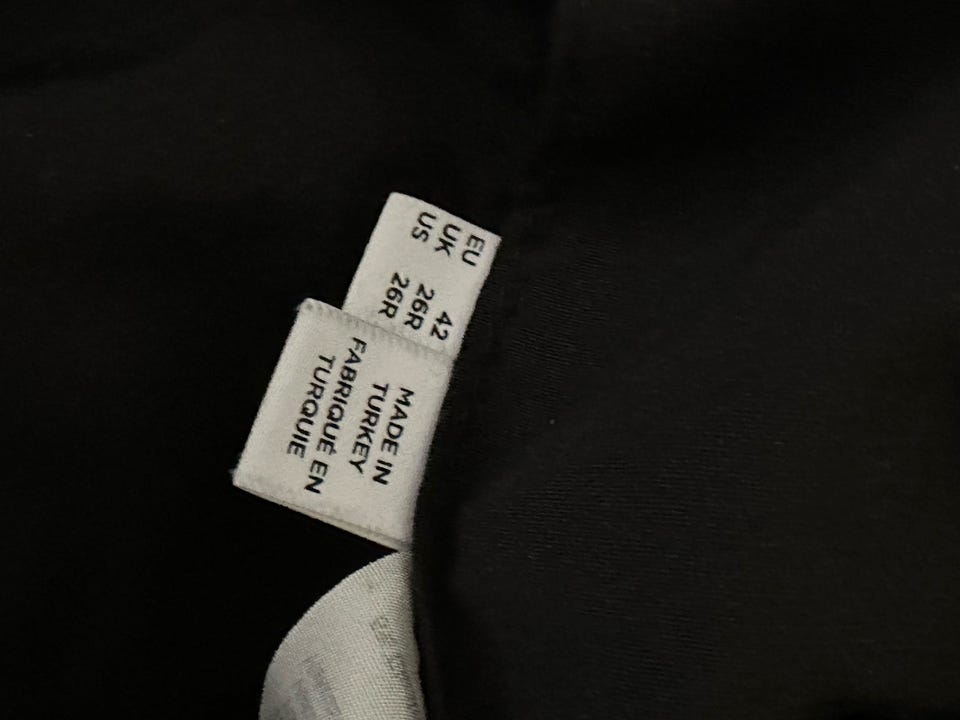 EU 42
UK 26R
US 26R
MADE IN
TURKEY
FABRIQUÉ EN
TURQUIE